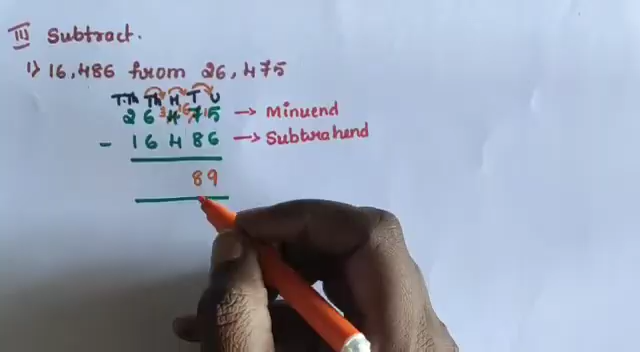 III Subtract.
1) 16,486 from 26,475
T.Th Th H T U
2 6 4 7 5 → Minuend
- 1 6 4 8 6 → Subtrahend
8 9